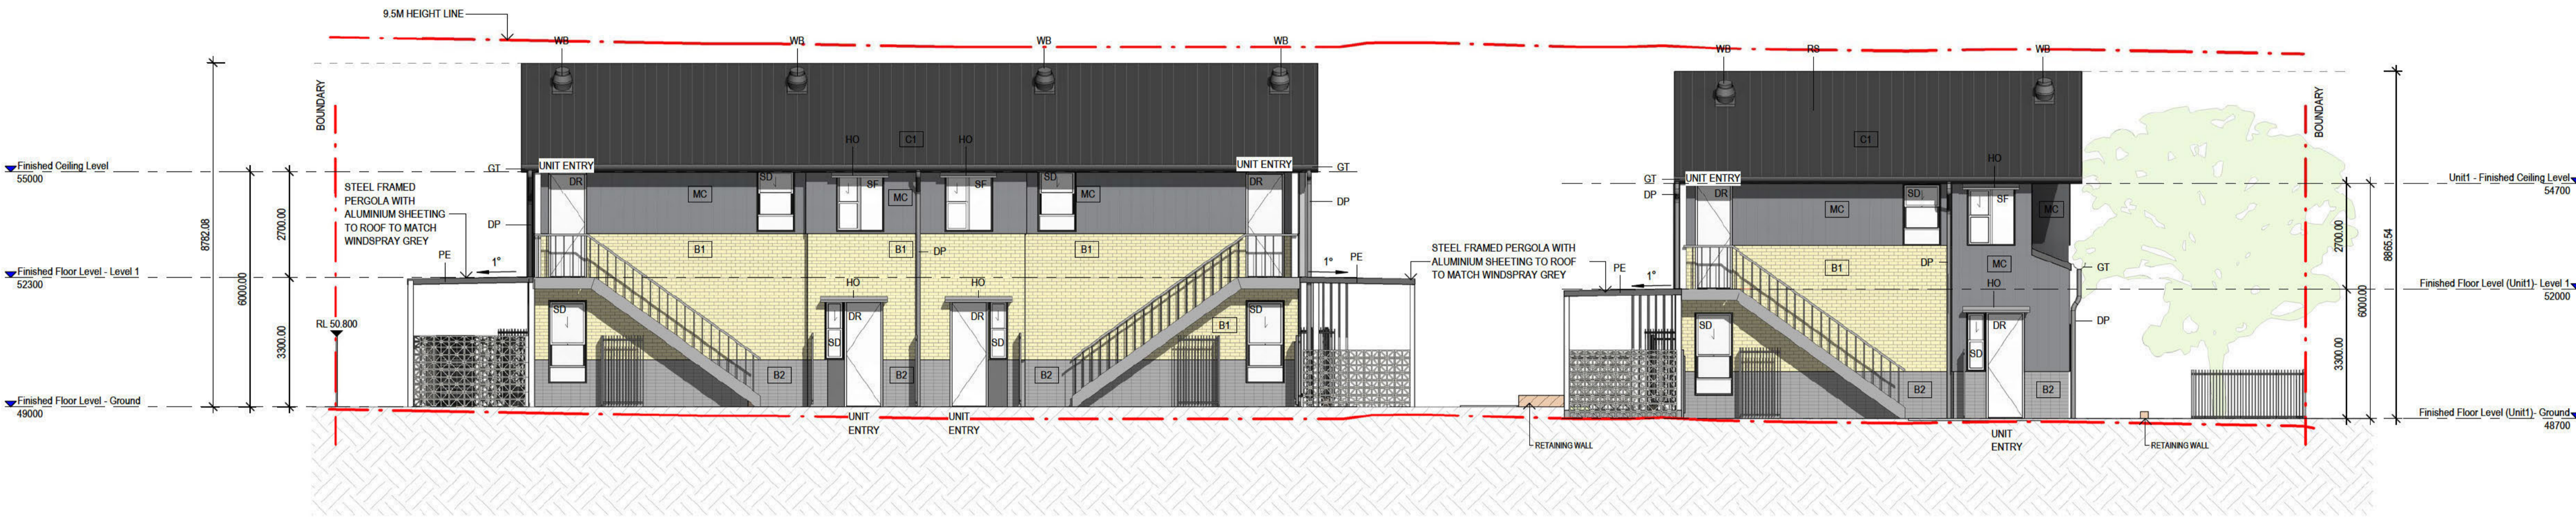 9.5M HEIGHT LINE
WB
WB
WB
WB
WB
RS
WB
BOUNDARY
BOUNDARY
8782.08
6000.00
2700.00
3300.00
Finished Ceiling Level
55000
Finished Floor Level - Level 1
52300
Finished Floor Level - Ground
49000
STEEL FRAMED
PERGOLA WITH
ALUMINIUM SHEETING
TO ROOF TO MATCH
WINDSPRAY GREY
PE
1°
RL 50.800
GT
DP
UNIT ENTRY
DR
MC
SD
HO
SF
C1
HO
MC
SF
SD
MC
UNIT ENTRY
DR
GT
DP
B1
B1
DP
B1
1°
PE
SD
HO
DR
SD
HO
DR
SD
B1
SD
B2
B2
B2
UNIT
ENTRY
UNIT
ENTRY
STEEL FRAMED PERGOLA WITH
ALUMINIUM SHEETING TO ROOF
TO MATCH WINDSPRAY GREY
PE
1°
RETAINING WALL
GT
DP
UNIT ENTRY
DR
C1
MC
SD
HO
SF
MC
B1
DP
MC
HO
GT
DP
SD
DR
SD
B2
B2
UNIT
ENTRY
RETAINING WALL
2700.00
3300.00
6000.00
8865.54
Unit1 - Finished Ceiling Level
54700
Finished Floor Level (Unit1)- Level 1
52000
Finished Floor Level (Unit1)- Ground
48700